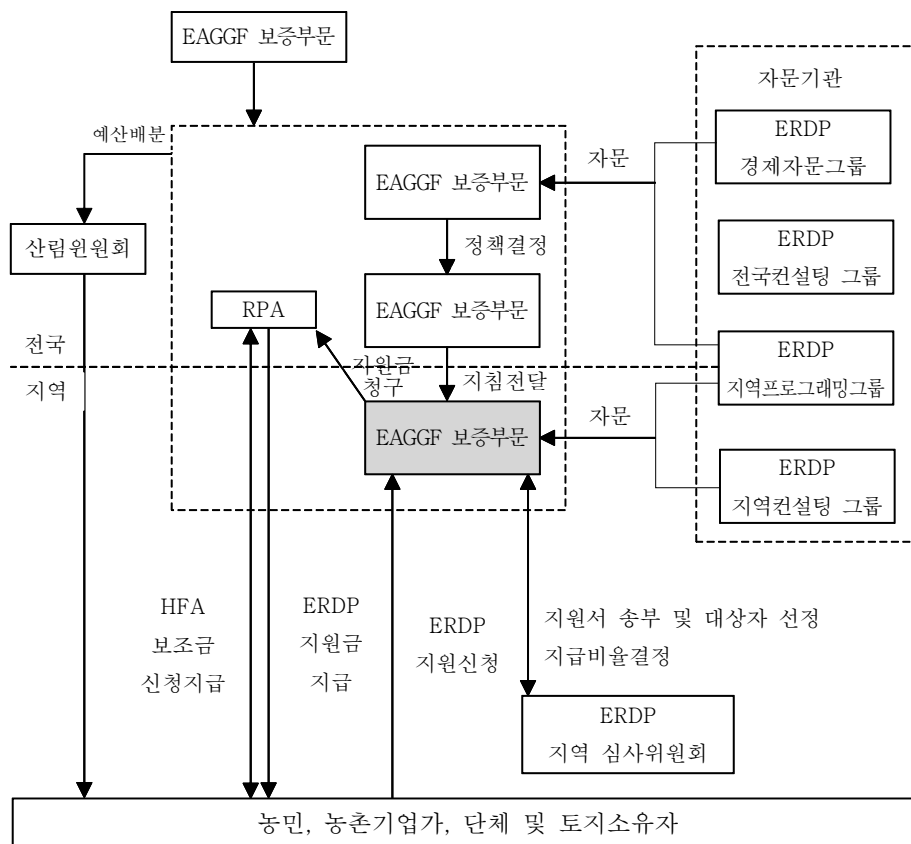 EAGGF 보증부문
자문기관
ERDP
경제자문그룹
예산배분
자문
EAGGF 보증부문
산림위원회
정책결정
ERDP
전국컨설팅 그룹
RPA
EAGGF 보증부문
전국
지원금
청구
지침전달
ERDP
지역프로그래밍그룹
지역
EAGGF 보증부문
자문
ERDP
지역컨설팅 그룹
HFA
보조금
신청지급
ERDP
지원금
지급
ERDP
지원신청
지원서 송부 및 대상자 선정
지급비율결정
ERDP
지역 심사위원회
농민, 농촌기업가, 단체 및 토지소유자